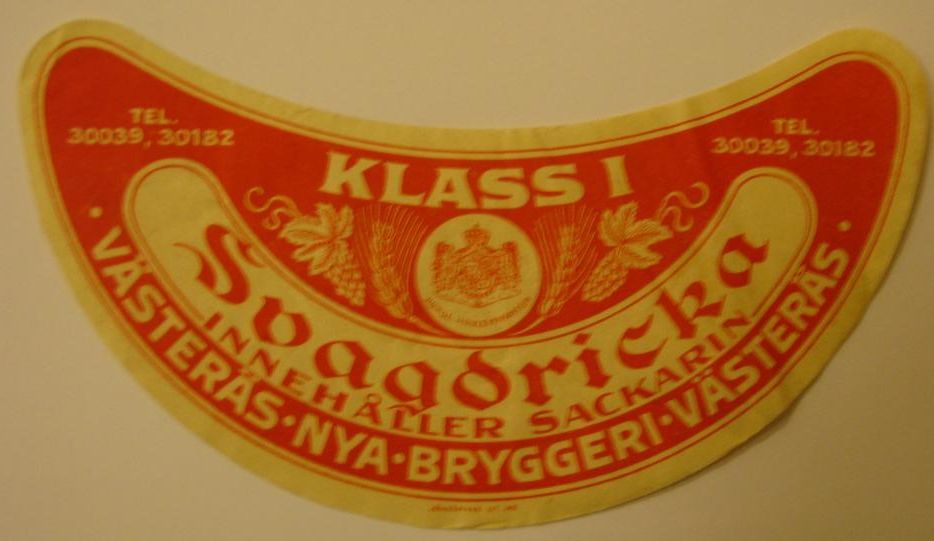 TEL.
30039, 30182
TEL.
30039, 30182
KLASS I
Svagdricka
INNEHÅLLER SACKARIN
· VÄSTERÅS · NYA · BRYGGERI · VÄSTERÅS ·